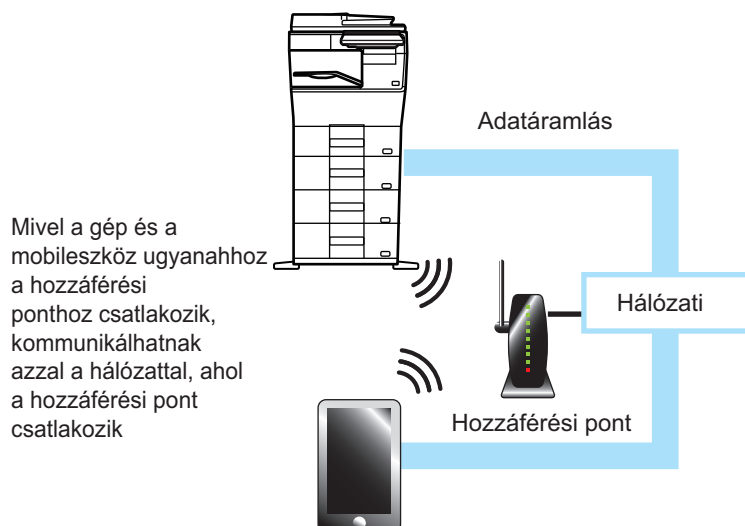 Adatáramlás
Mivel a gép és a
mobileszköz ugyanahhoz
a hozzáférési
ponthoz csatlakozik,
kommunikálhatnak
azzal a hálózattal, ahol
a hozzáférési pont
csatlakozik
Hálózati
Hozzáférési pont